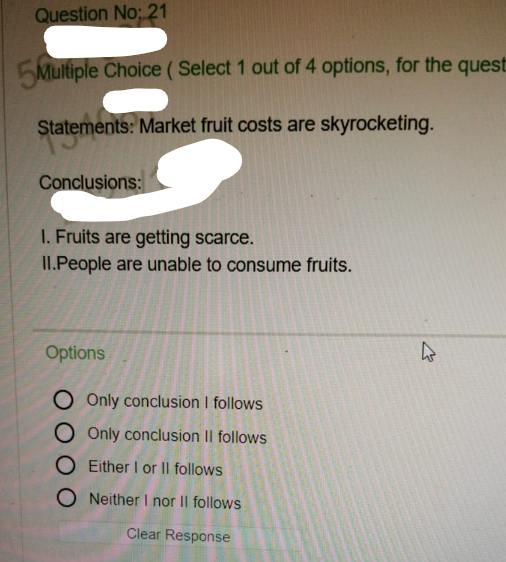 Question No: 21
Multiple Choice ( Select 1 out of 4 options, for the quest
Statements: Market fruit costs are skyrocketing.
Conclusions:
I. Fruits are getting scarce.
II.People are unable to consume fruits.
Options
Only conclusion I follows
Only conclusion II follows
Either I or II follows
Neither I nor II follows
Clear Response